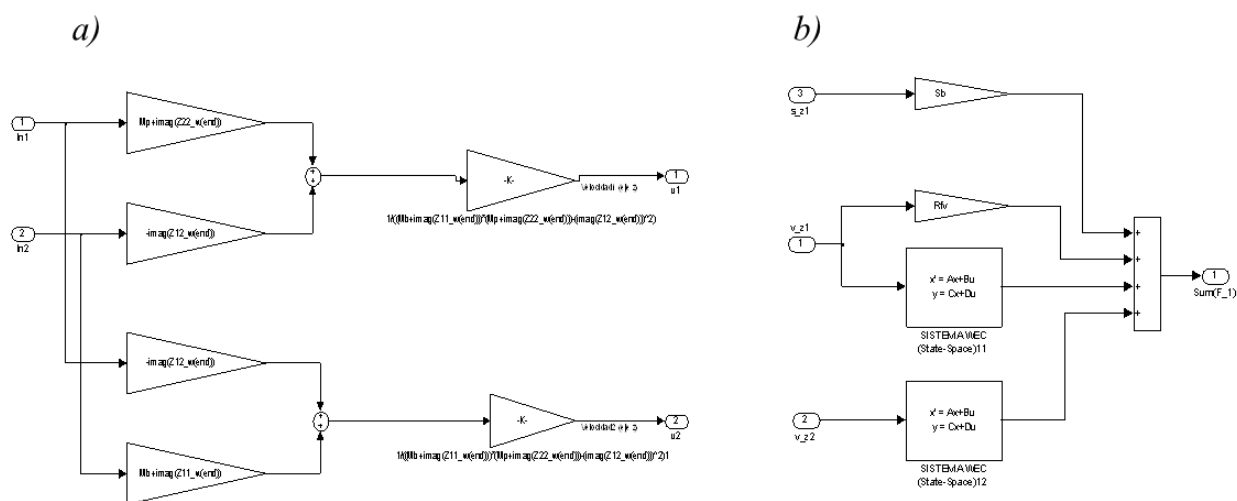 a)
b)
1
In1
2
In2
Mp+imag(Z22_w(end))
-imag(Z12_w(end))
-K-
1/((Mb+imag(Z11_w(end)))*(Mp+imag(Z22_w(end)))-(imag(Z12_w(end)))^2)
1
u1
-imag(Z12_w(end))
Mb+imag(Z11_w(end))
-K-
1/((Mb+imag(Z11_w(end)))*(Mp+imag(Z22_w(end)))-(imag(Z12_w(end)))^2)1
2
u2
3
s_z1
Sb
v_z1
1
Rfv
x' = Ax+Bu
y = Cx+Du
SISTEMA WEC
(State-Space)11
2
v_z2
x' = Ax+Bu
y = Cx+Du
SISTEMA WEC
(State-Space)12
1
Sum(F_1)